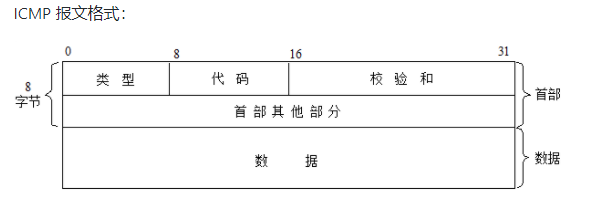 ICMP 报文格式：
0 8 16 31
8 类型 代码 校验和 首部
字节 首部其他部分
数据 数据